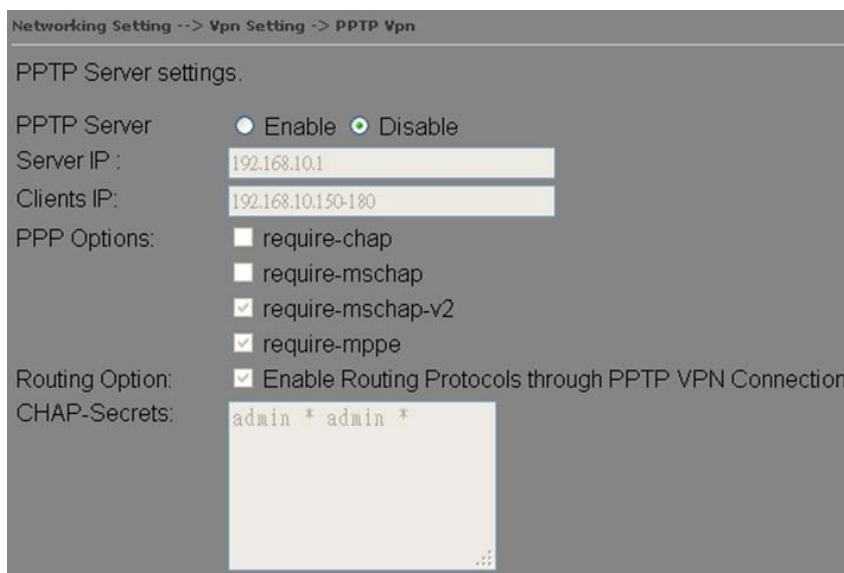 Networking Setting --> Vpn Setting -> PPTP Vpn
PPTP Server settings.
PPTP Server Enable Disable
Server IP : 192.168.10.1
Clients IP: 192.168.10.150-180
PPP Options: require-chap
require-mschap
require-mschap-v2
require-mppe
Routing Option: Enable Routing Protocols through PPTP VPN Connection
CHAP-Secrets: admin * admin *